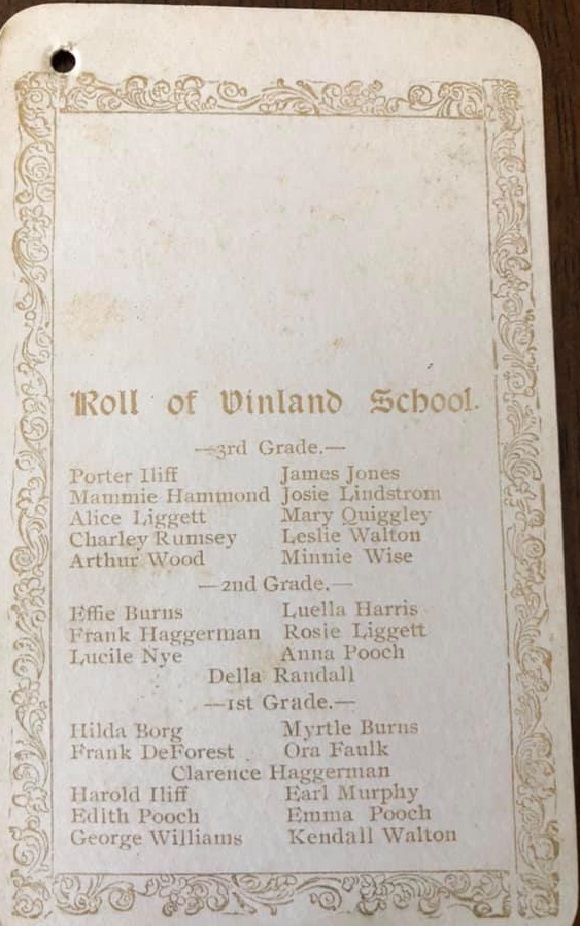 Roll of Vinland School.
—3rd Grade.—
Porter Iliff James Jones
Mammie Hammond Josie Lindstrom
Alice Liggett Mary Quiggley
Charley Rumsey Leslie Walton
Arthur Wood Minnie Wise
—2nd Grade.—
Effie Burns Luella Harris
Frank Haggerman Rosie Liggett
Lucile Nye Anna Pooch
Della Randall
—1st Grade.—
Hilda Borg Myrtle Burns
Frank DeForest Ora Faulk
Clarence Haggerman
Harold Iliff Earl Murphy
Edith Pooch Emma Pooch
George Williams Kendall Walton